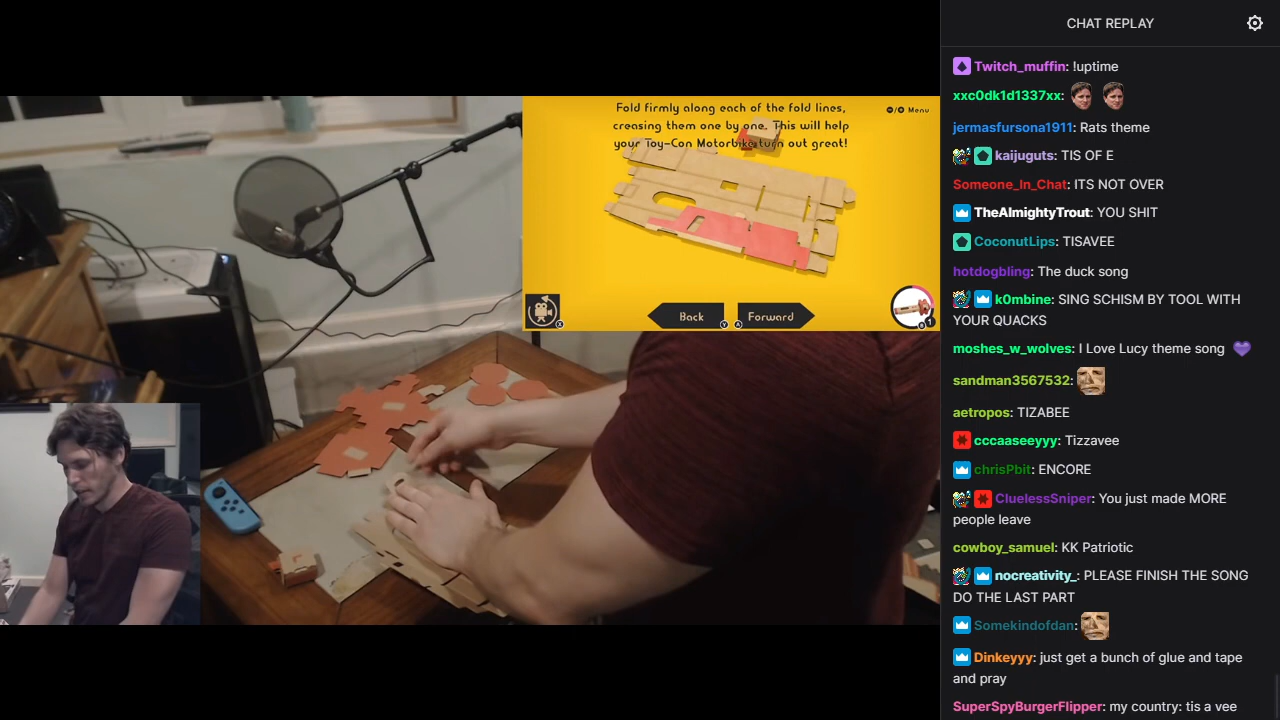 Fold firmly along each of the fold lines,
creasing them one by one. This will help
your Toy-Con Motorbike turn out great!
Menu
Back
Forward
CHAT REPLAY
Twitch_muffin: !uptime
xxc0dk1d1337xx:
jermasfursona1911: Rats theme
kaijuguts: TIS OF E
Someone_In_Chat: ITS NOT OVER
TheAlmightyTrout: YOU SHIT
CoconutLips: TISAVEE
hotdogbling: The duck song
k0mbine: SING SCHISM BY TOOL WITH
YOUR QUACKS
moshes_w_wolves: I Love Lucy theme song
sandman3567532:
aetropos: TIZABEE
cccaaseeyyy: Tizzavee
chrisPbit: ENCORE
CluelessSniper: You just made MORE
people leave
cowboy_samuel: KK Patriotic
nocreativity_: PLEASE FINISH THE SONG
DO THE LAST PART
Somekindofdan:
Dinkeyyy: just get a bunch of glue and tape
and pray
SuperSpyBurgerFlipper: my country: tis a vee